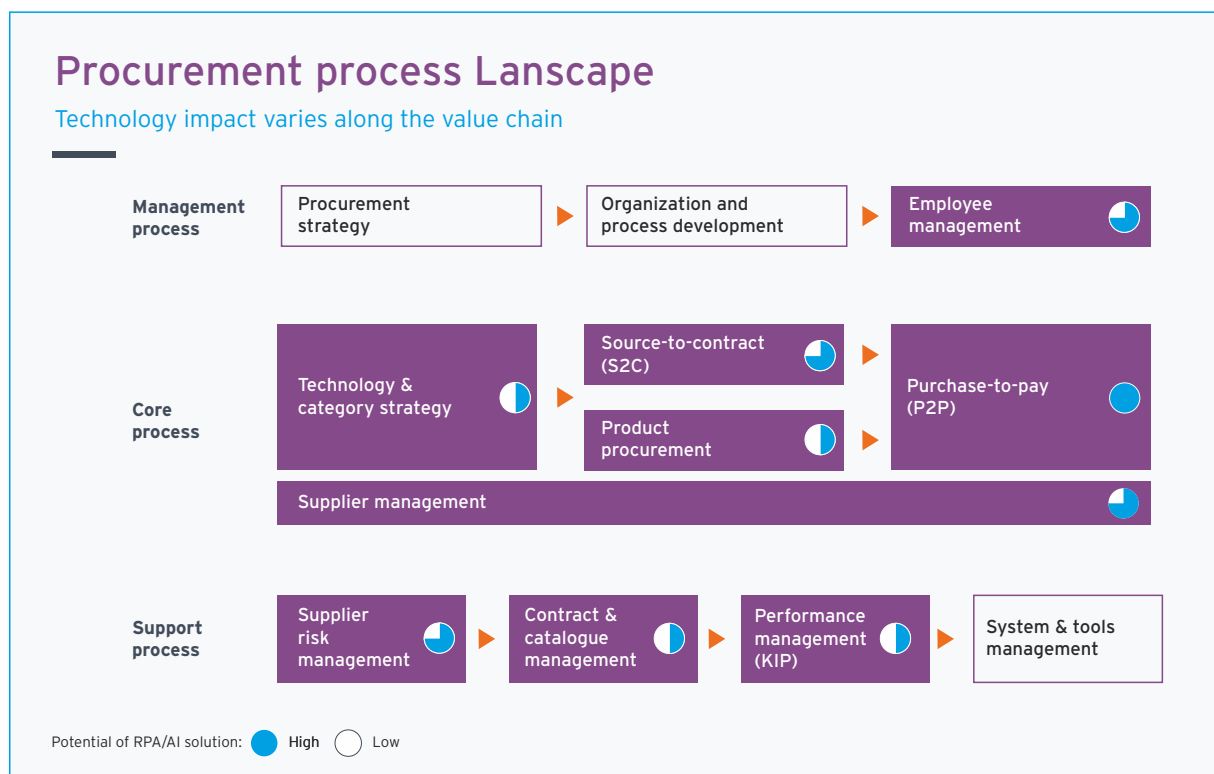 Procurement process Lanscape
Technology impact varies along the value chain
Management
process
Procurement
strategy
Organization and
process development
Employee
management
Core
process
Technology &
category strategy
Source-to-contract
(S2C)
Product
procurement
Purchase-to-pay
(P2P)
Supplier management
Support
process
Supplier
risk
management
Contract &
catalogue
management
Performance
management
(KIP)
System & tools
management
Potential of RPA/AI solution: High Low